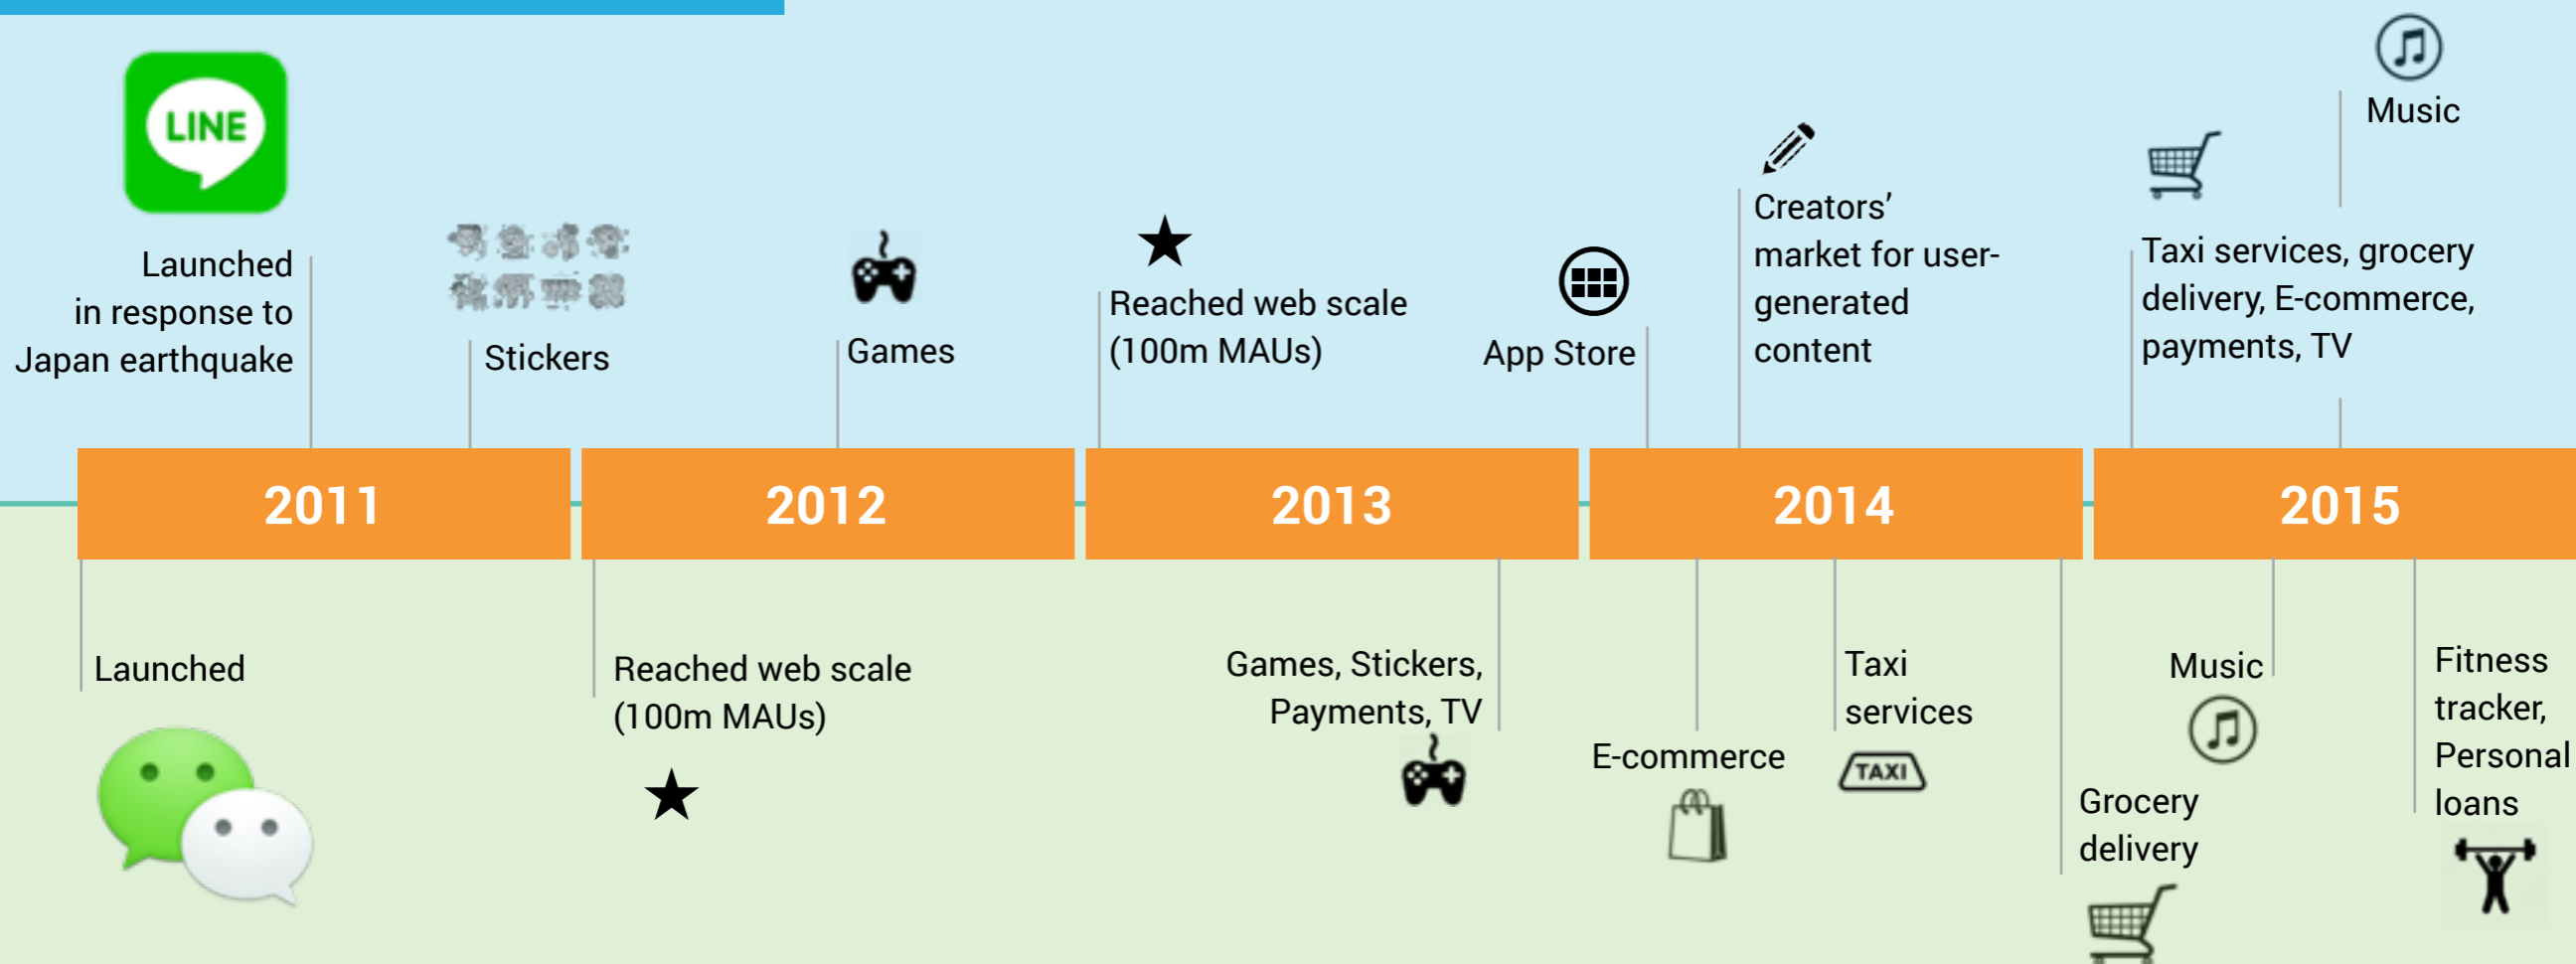 LINE
Launched
in response to
Japan earthquake
Stickers
Games
Reached web scale
(100m MAUs)
App Store
Creators’
market for user-
generated
content
Taxi services, grocery
delivery, E-commerce,
payments, TV
Music
2011
2012
2013
2014
2015
Launched
Reached web scale
(100m MAUs)
Games, Stickers,
Payments, TV
E-commerce
Taxi
services
TAXI
Grocery
delivery
Music
Fitness
tracker,
Personal
loans